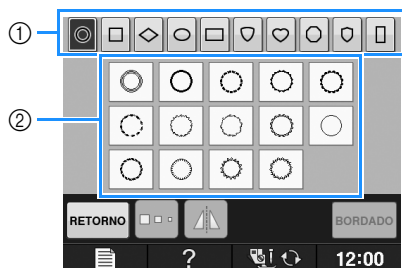 ①
②
RETORNO
BORDADO
?
12:00